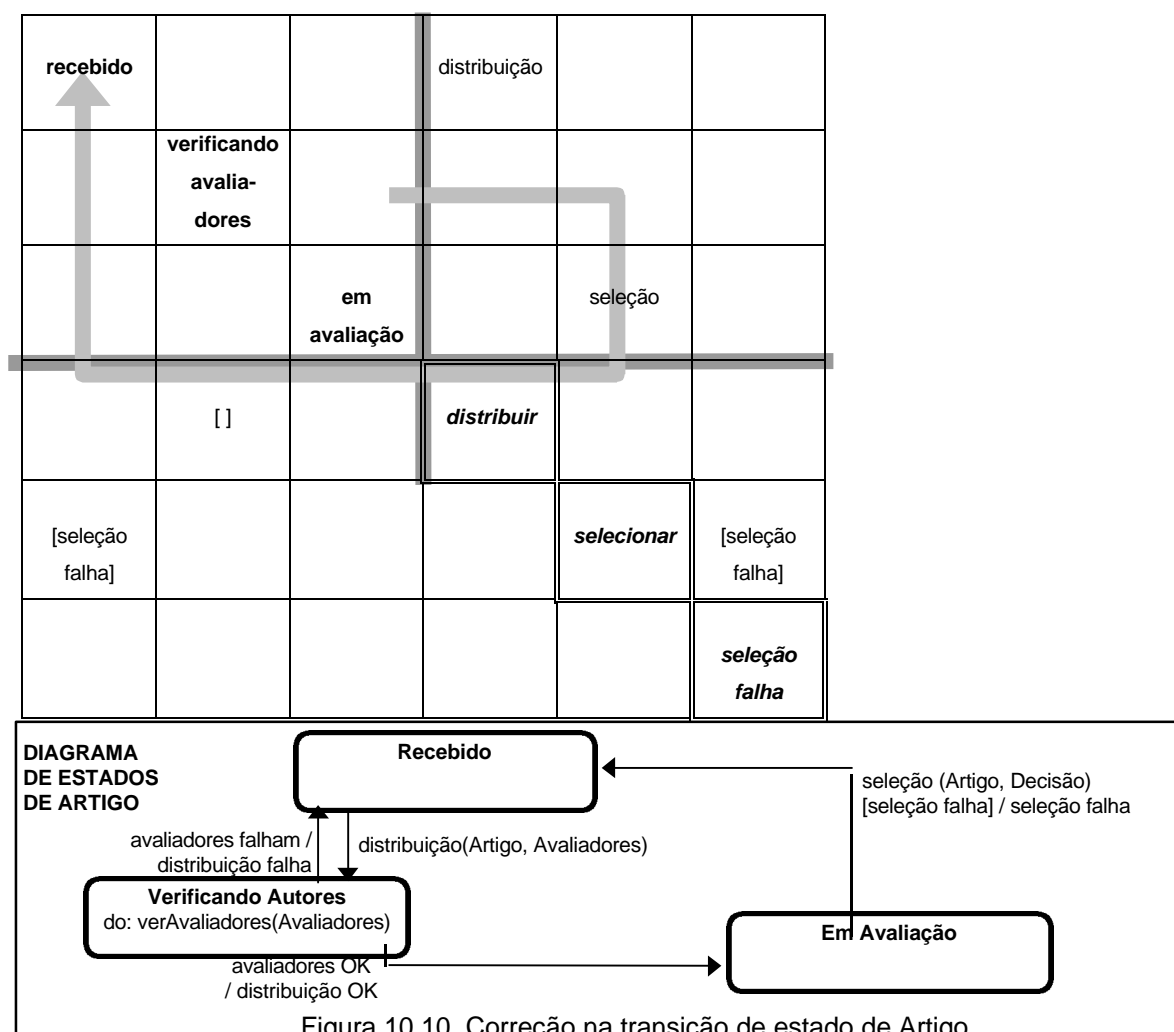 recebido
distribuição
verificando
avalia-
dores
em
avaliação
seleção
[ ]
distribuir
[seleção
falha]
selecionar
[seleção
falha]
seleção
falha
DIAGRAMA
DE ESTADOS
DE ARTIGO
Recebido
seleção (Artigo, Decisão)
[seleção falha] / seleção falha
avaliadores falham /
distribuição falha
distribuição(Artigo, Avaliadores)
Verificando Autores
do: verAvaliadores(Avaliadores)
Em Avaliação
avaliadores OK
/ distribuição OK
Figura 10.10. Correção na transição de estado de Artigo